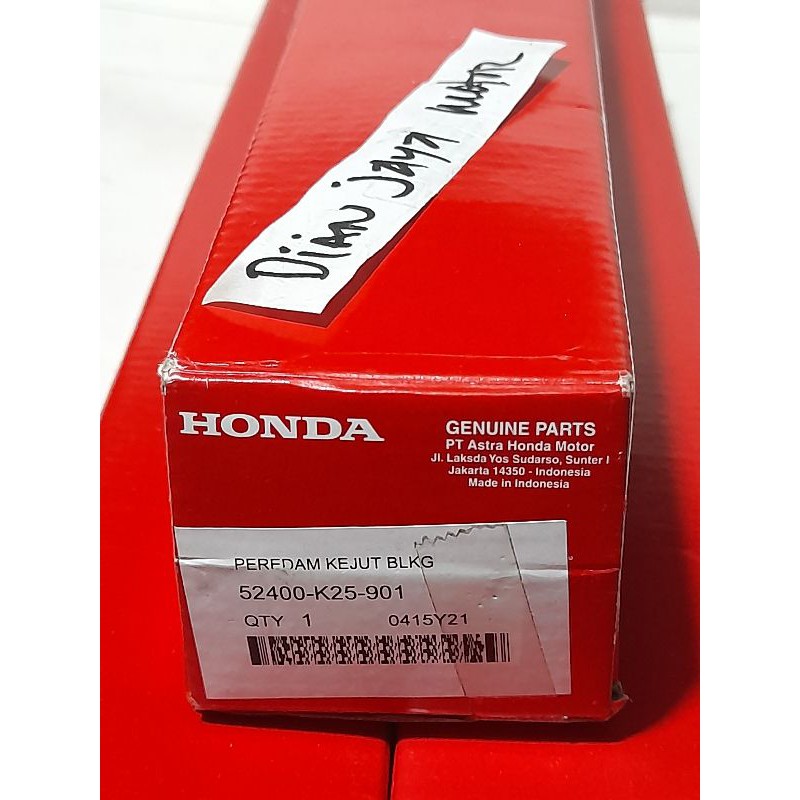 Dian jaya MOTOR
HONDA
GENUINE PARTS
PT Astra Honda Motor
Jl. Laksda Yos Sudarso, Sunter I
Jakarta 14350 - Indonesia
Made in Indonesia
PEREDAM KEJUT BLKG
52400-K25-901
QTY 1 0415Y21